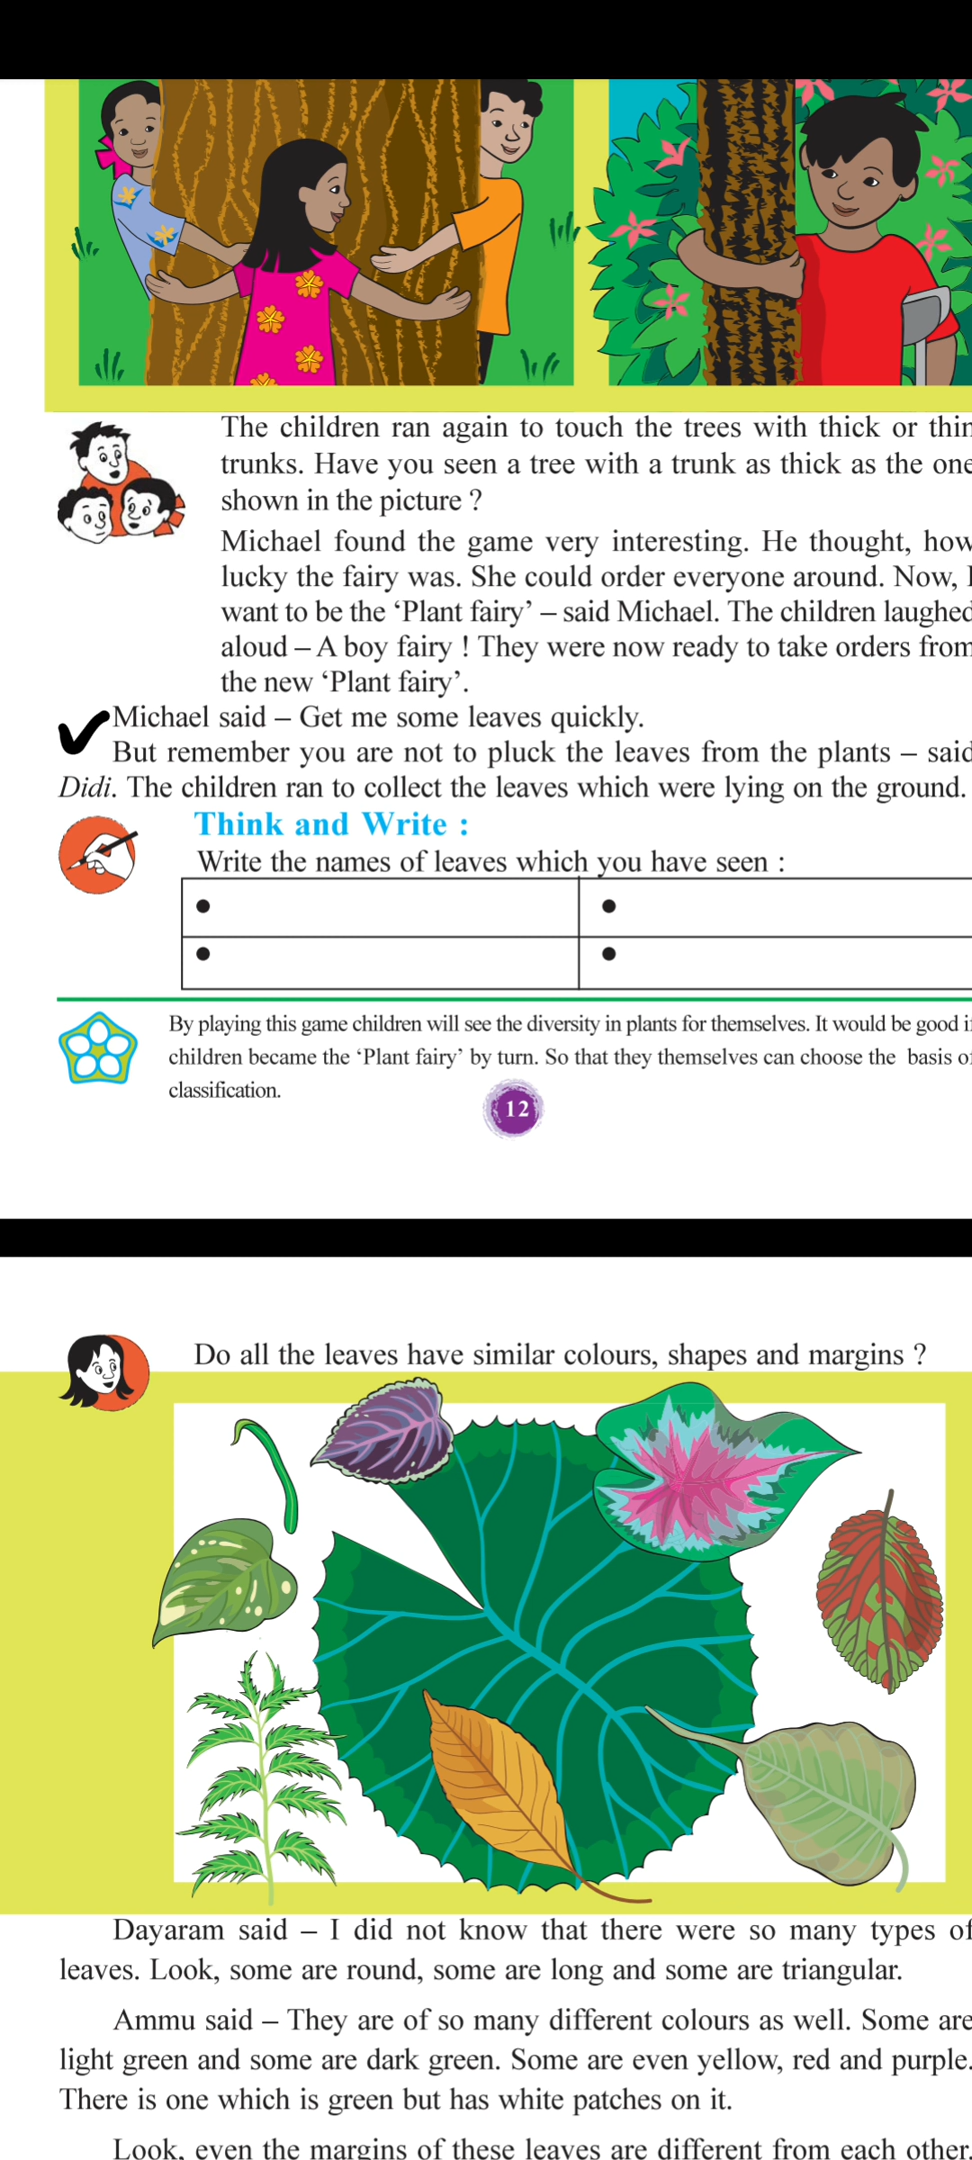 The children ran again to touch the trees with thick or thin
trunks. Have you seen a tree with a trunk as thick as the one
shown in the picture ?
Michael found the game very interesting. He thought, how
lucky the fairy was. She could order everyone around. Now, I
want to be the ‘Plant fairy’ – said Michael. The children laughed
aloud – A boy fairy ! They were now ready to take orders from
the new ‘Plant fairy’.
Michael said – Get me some leaves quickly.
But remember you are not to pluck the leaves from the plants – said
Didi. The children ran to collect the leaves which were lying on the ground.
Think and Write :
Write the names of leaves which you have seen :
By playing this game children will see the diversity in plants for themselves. It would be good if
children became the ‘Plant fairy’ by turn. So that they themselves can choose the basis of
classification.
12
Do all the leaves have similar colours, shapes and margins ?
Dayaram said – I did not know that there were so many types of
leaves. Look, some are round, some are long and some are triangular.
Ammu said – They are of so many different colours as well. Some are
light green and some are dark green. Some are even yellow, red and purple.
There is one which is green but has white patches on it.
Look, even the margins of these leaves are different from each other.